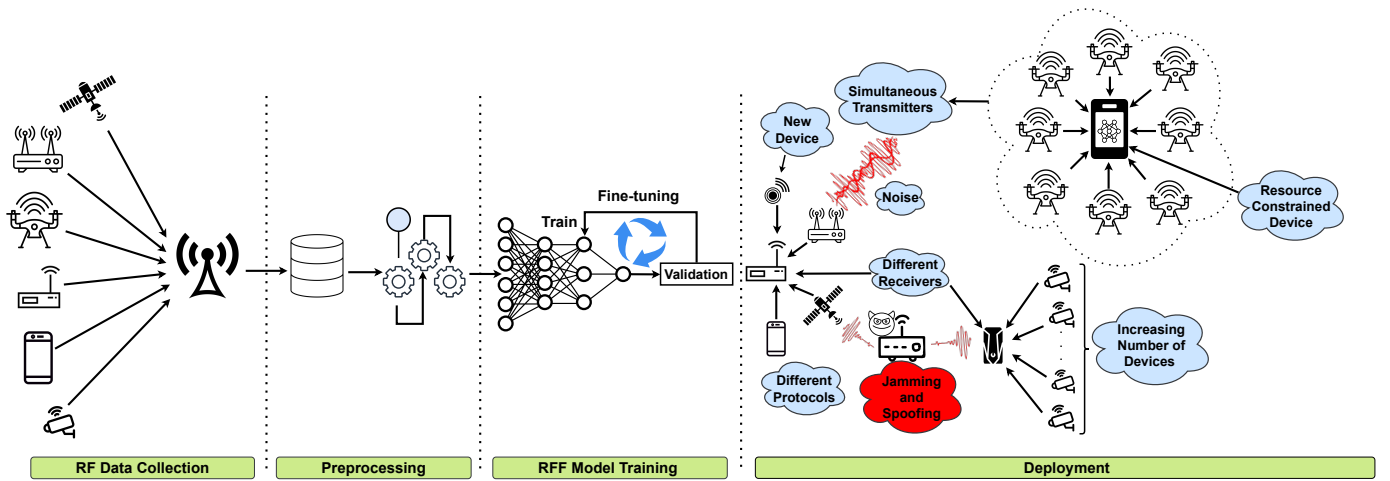 Simultaneous
Transmitters
New
Device
Noise
Resource
Constrained
Device
Fine-tuning
Train
Validation
Different
Receivers
Increasing
Number of
Devices
Different
Protocols
Jamming
and
Spoofing
RF Data Collection
Preprocessing
RFF Model Training
Deployment